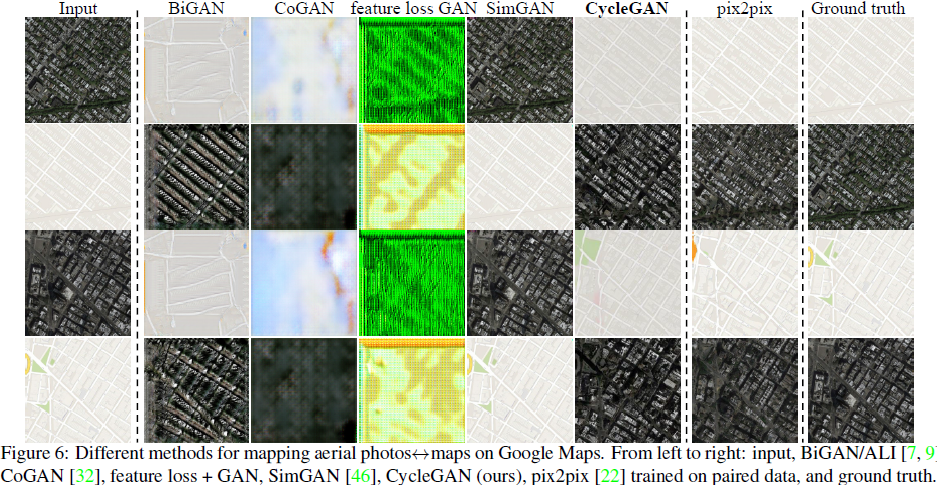 Input BiGAN CoGAN feature loss GAN SimGAN CycleGAN pix2pix Ground truth
Figure 6: Different methods for mapping aerial photos↔maps on Google Maps. From left to right: input, BiGAN/ALI [7, 9]
CoGAN [32], feature loss + GAN, SimGAN [46], CycleGAN (ours), pix2pix [22] trained on paired data, and ground truth.